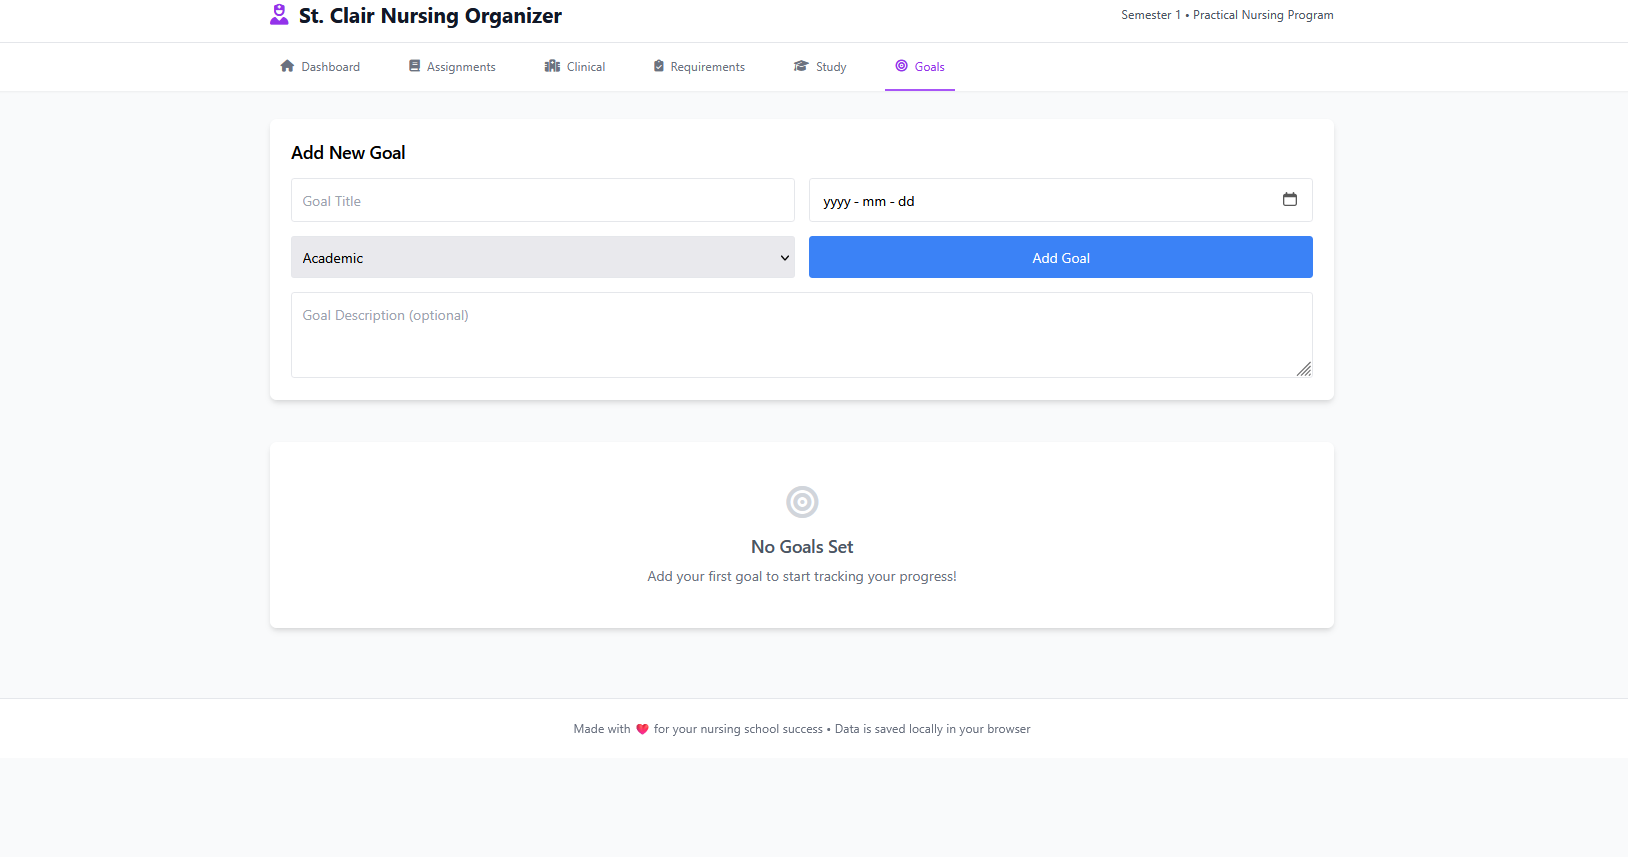 St. Clair Nursing Organizer
Semester 1 • Practical Nursing Program
Dashboard
Assignments
Clinical
Requirements
Study
Goals
Add New Goal
Goal Title
yyyy - mm - dd
Academic
Add Goal
Goal Description (optional)
No Goals Set
Add your first goal to start tracking your progress!
Made with ❤️ for your nursing school success • Data is saved locally in your browser